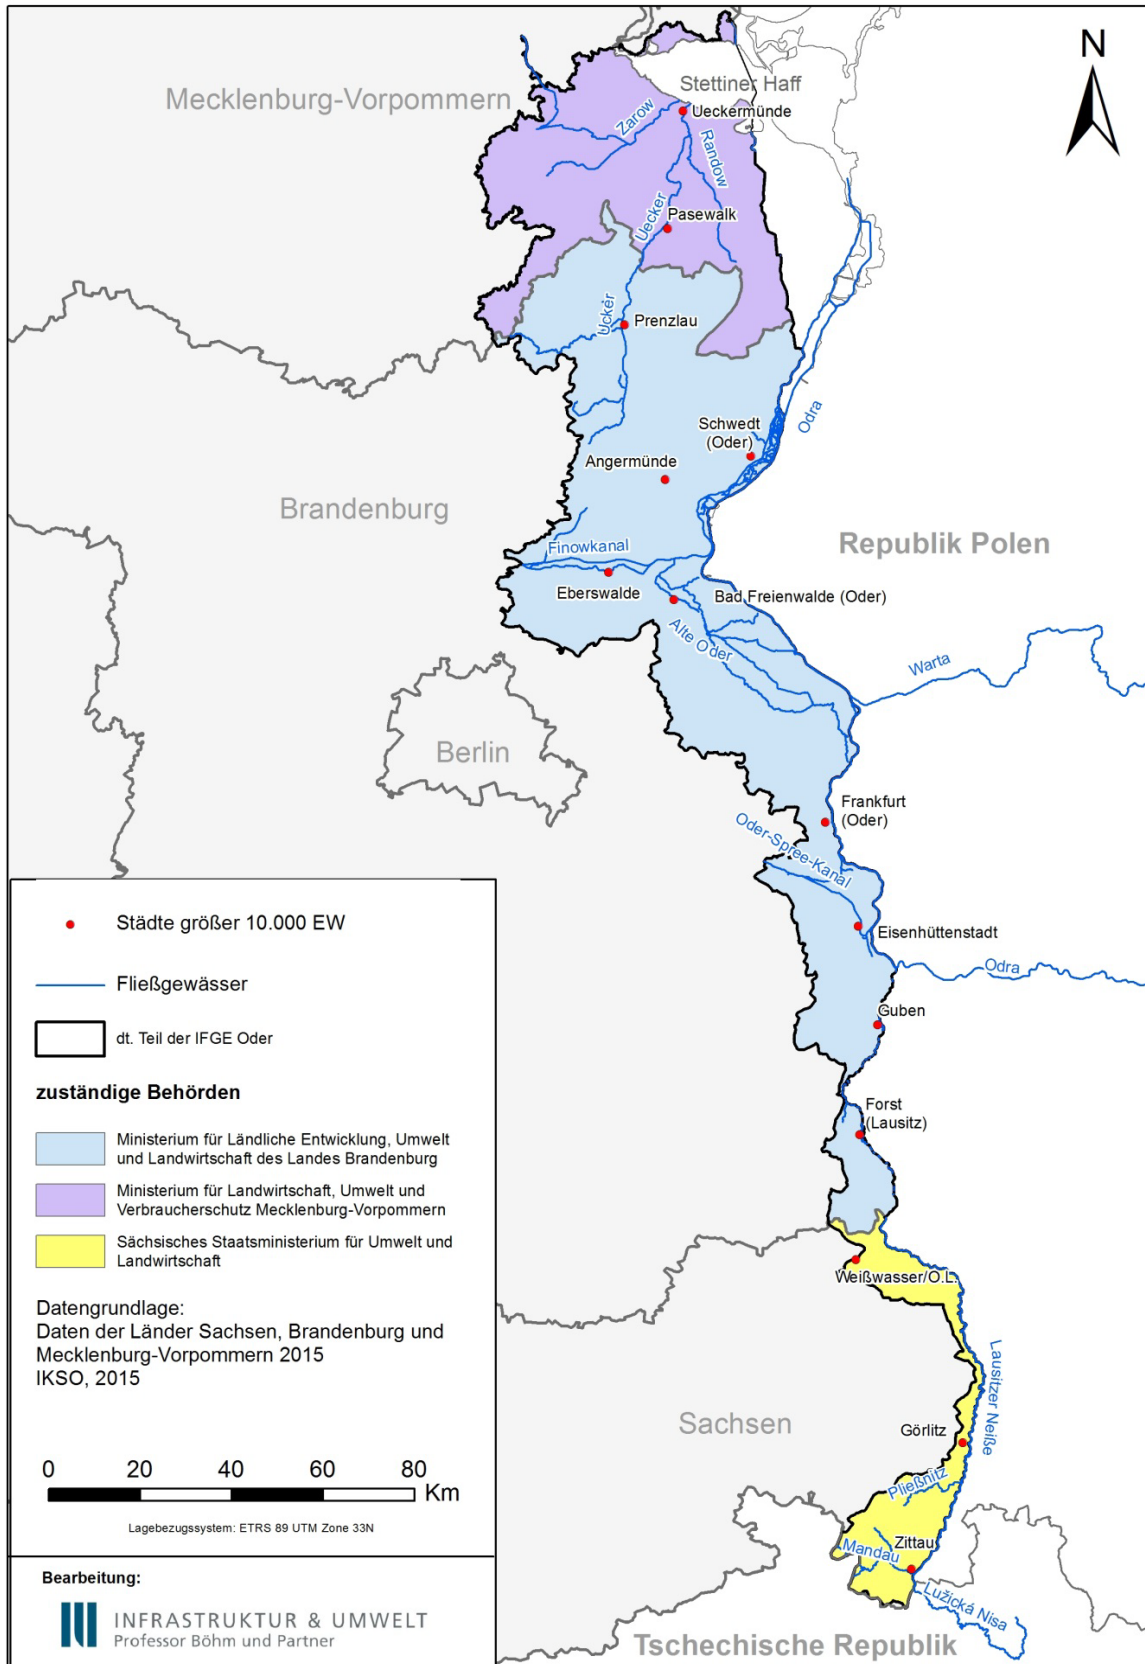 N
Mecklenburg-Vorpommern
Stettiner Haff
Ueckermünde
Zarow
Randow
Uecker
Pasewalk
Ucker
Prenzlau
Odra
Schwedt
(Oder)
Angermünde
Brandenburg
Republik Polen
Finowkanal
Eberswalde
Bad Freienwalde (Oder)
Alte Oder
Warta
Berlin
Frankfurt
(Oder)
Oder-Spree-Kanal
Eisenhüttenstadt
Odra
Guben
Forst
(Lausitz)
Weißwasser/O.L.
Lausitzer Neiße
Sachsen
Görlitz
Pließnitz
Zittau
Mandau
Lužická Nisa
Tschechische Republik
Städte größer 10.000 EW
Fließgewässer
dt. Teil der IFGE Oder
zuständige Behörden
Ministerium für Ländliche Entwicklung, Umwelt
und Landwirtschaft des Landes Brandenburg
Ministerium für Landwirtschaft, Umwelt und
Verbraucherschutz Mecklenburg-Vorpommern
Sächsisches Staatsministerium für Umwelt und
Landwirtschaft
Datengrundlage:
Daten der Länder Sachsen, Brandenburg und
Mecklenburg-Vorpommern 2015
IKSO, 2015
0 20 40 60 80 Km
Lagebezugssystem: ETRS 89 UTM Zone 33N
Bearbeitung:
INFRASTRUKTUR & UMWELT
Professor Böhm und Partner